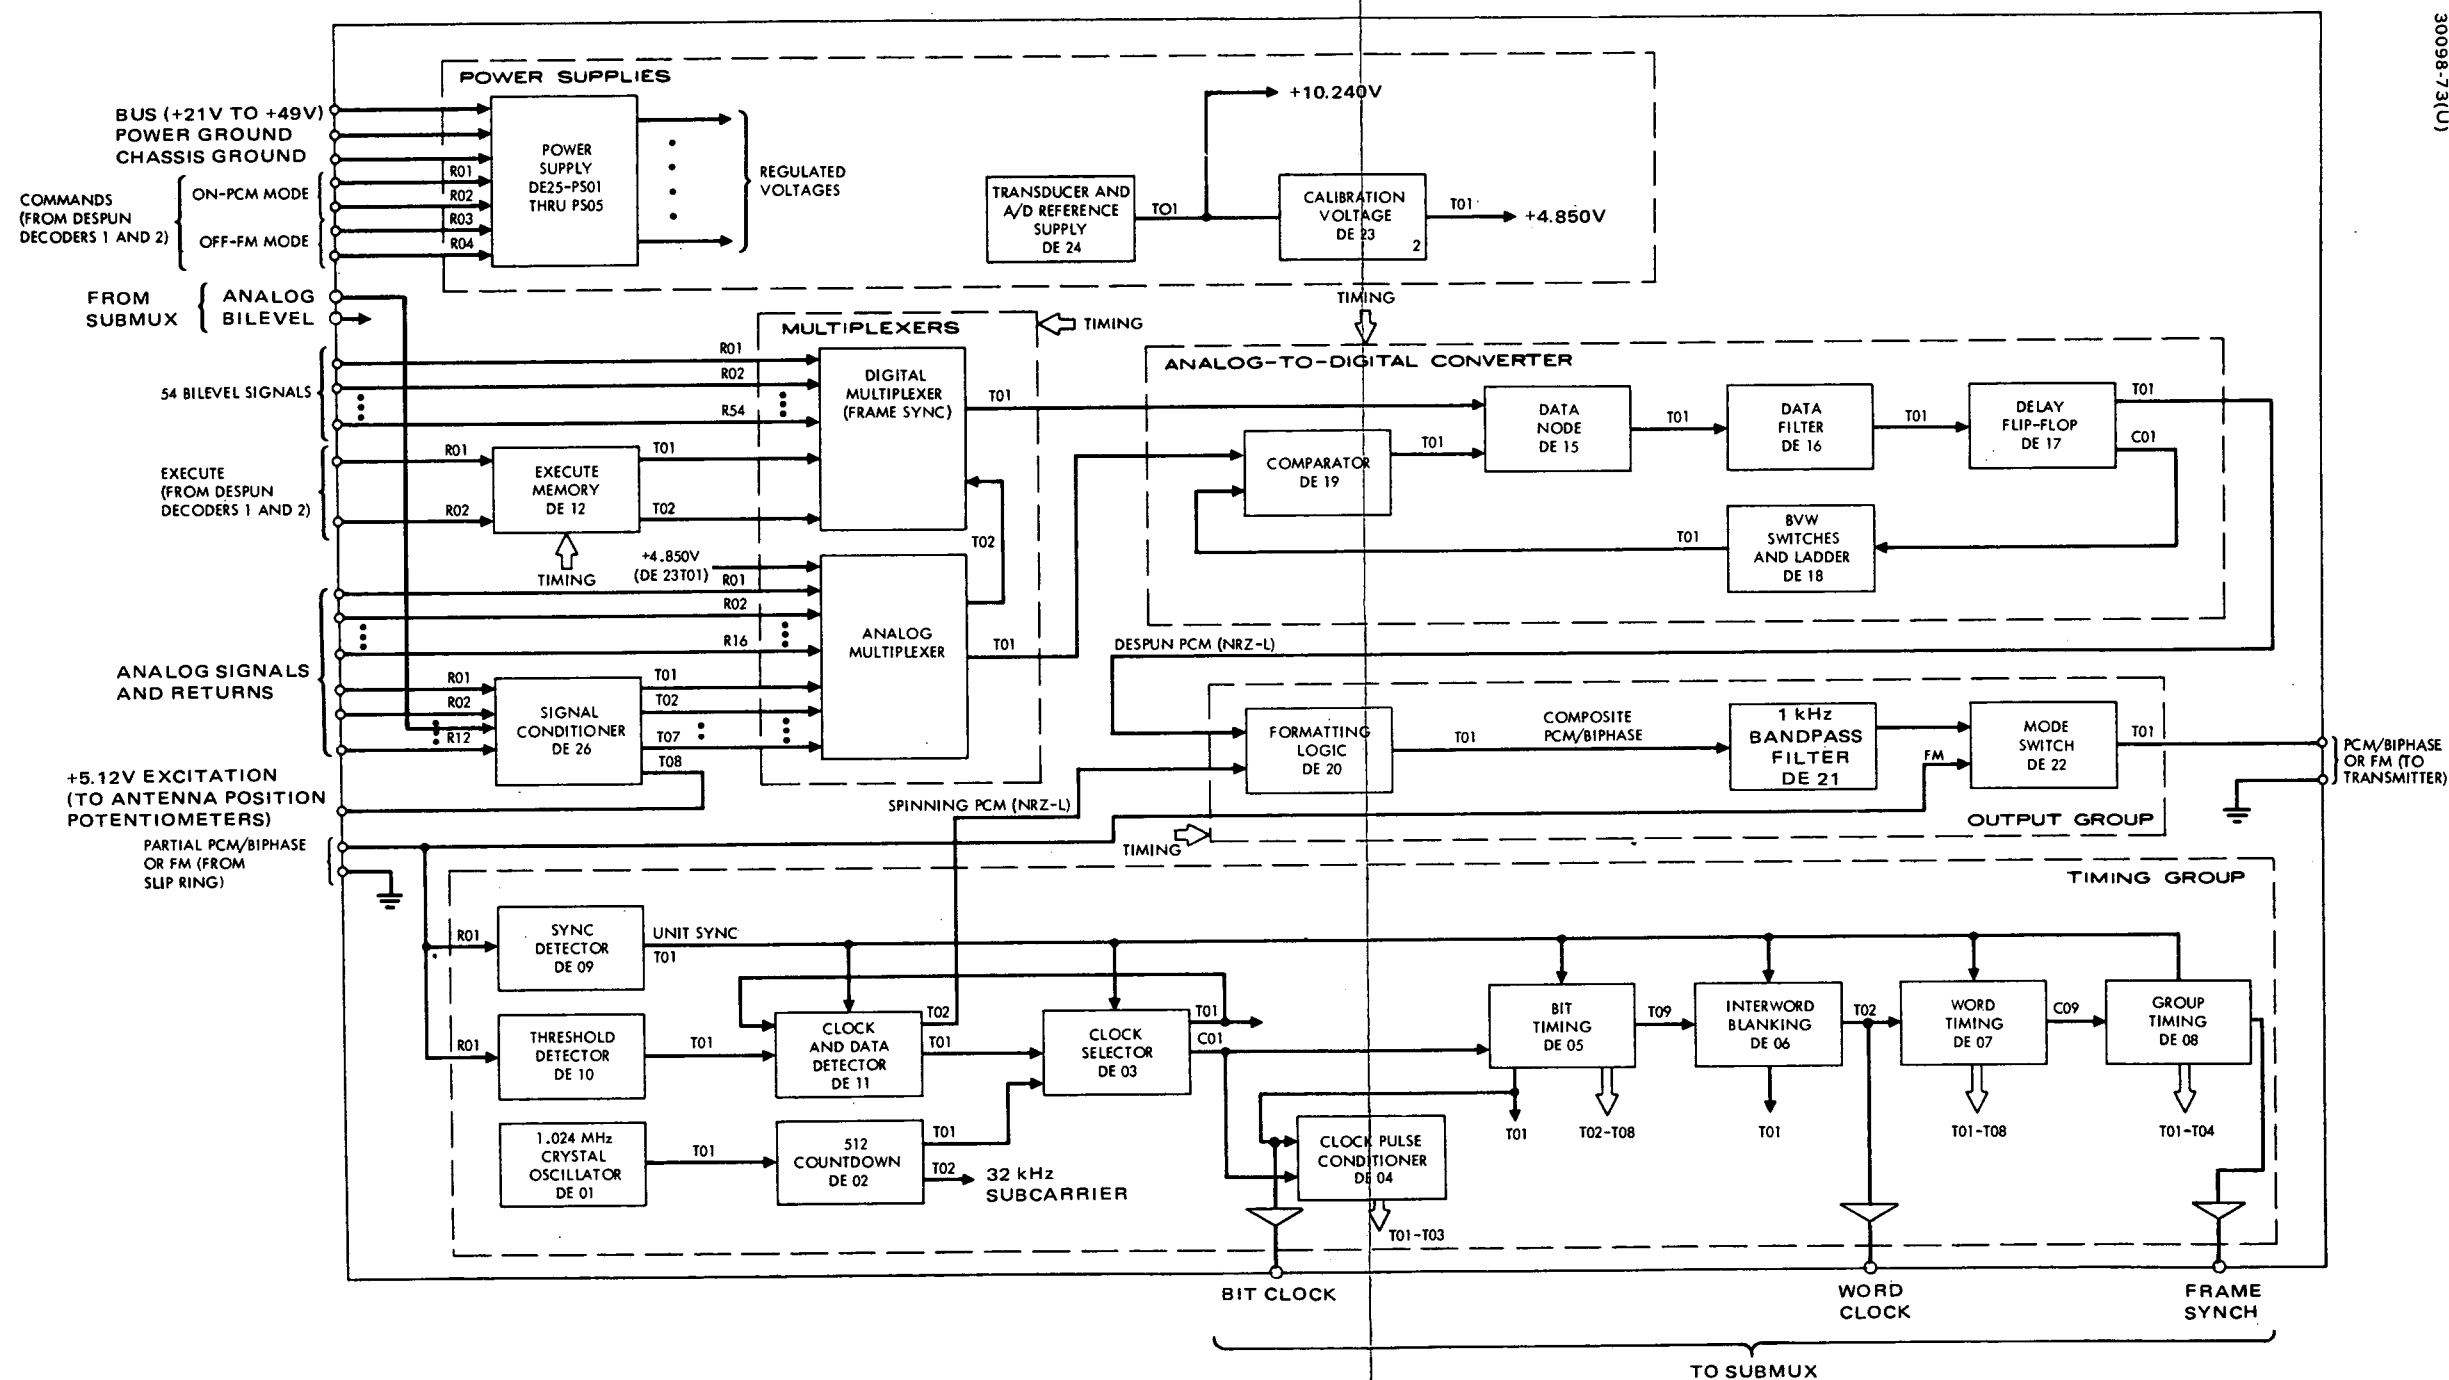 30098-73(U)
POWER SUPPLIES
BUS (+21V TO +49V)
POWER GROUND
CHASSIS GROUND
COMMANDS
(FROM DESPUN
DECODERS 1 AND 2)
ON-PCM MODE
OFF-FM MODE
R01
R02
R03
R04
POWER
SUPPLY
DE25-PS01
THRU PS05
REGULATED
VOLTAGES
TRANSDUCER AND
A/D REFERENCE
SUPPLY
DE 24
TO1
+10.240V
CALIBRATION
VOLTAGE
DE 23
2
T01
+4.850V
FROM
SUBMUX
ANALOG
BILEVEL
MULTIPLEXERS
TIMING
TIMING
54 BILEVEL SIGNALS
R01
R02
R54
DIGITAL
MULTIPLEXER
(FRAME SYNC)
T01
EXECUTE
(FROM DESPUN
DECODERS 1 AND 2)
R01
R02
EXECUTE
MEMORY
DE 12
T01
T02
TIMING
+4.850V
(DE 23T01)
R01
R02
R16
ANALOG
MULTIPLEXER
T02
T01
ANALOG SIGNALS
AND RETURNS
R01
R02
R12
SIGNAL
CONDITIONER
DE 26
T01
T02
T07
T08
+5.12V EXCITATION
(TO ANTENNA POSITION
POTENTIOMETERS)
ANALOG-TO-DIGITAL CONVERTER
COMPARATOR
DE 19
T01
DATA
NODE
DE 15
T01
DATA
FILTER
DE 16
T01
DELAY
FLIP-FLOP
DE 17
T01
C01
BVW
SWITCHES
AND LADDER
DE 18
T01
DESPUN PCM (NRZ-L)
FORMATTING
LOGIC
DE 20
T01
COMPOSITE
PCM/BIPHASE
1 kHz
BANDPASS
FILTER
DE 21
FM
MODE
SWITCH
DE 22
T01
PCM/BIPHASE
OR FM (TO
TRANSMITTER)
OUTPUT GROUP
SPINNING PCM (NRZ-L)
TIMING
PARTIAL PCM/BIPHASE
OR FM (FROM
SLIP RING)
TIMING GROUP
R01
SYNC
DETECTOR
DE 09
UNIT SYNC
T01
R01
THRESHOLD
DETECTOR
DE 10
T01
CLOCK
AND DATA
DETECTOR
DE 11
T02
T01
CLOCK
SELECTOR
DE 03
T01
C01
BIT
TIMING
DE 05
T09
INTERWORD
BLANKING
DE 06
T02
WORD
TIMING
DE 07
C09
GROUP
TIMING
DE 08
T01
T02-T08
T01
T01-T08
T01-T04
1.024 MHz
CRYSTAL
OSCILLATOR
DE 01
T01
512
COUNTDOWN
DE 02
T01
T02
32 kHz
SUBCARRIER
CLOCK PULSE
CONDITIONER
DE 04
T01-T03
BIT CLOCK
WORD
CLOCK
FRAME
SYNCH
TO SUBMUX